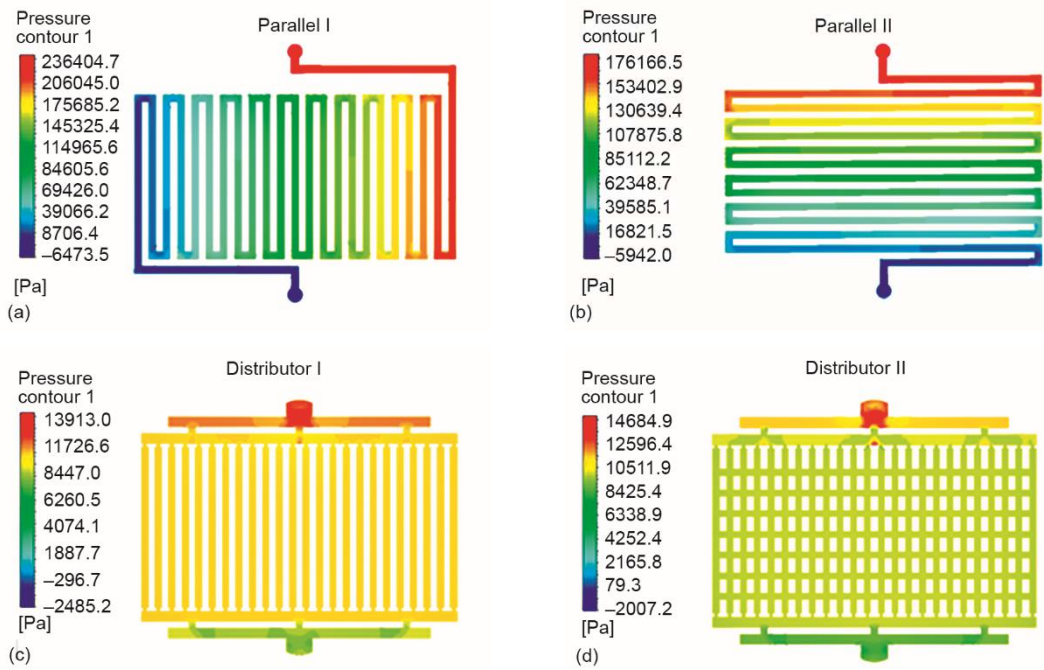 Pressure
contour 1
236404.7
206045.0
175685.2
145325.4
114965.6
84605.6
69426.0
39066.2
8706.4
–6473.5
[Pa]
(a)
Parallel I
Pressure
contour 1
176166.5
153402.9
130639.4
107875.8
85112.2
62348.7
39585.1
16821.5
–5942.0
[Pa]
(b)
Parallel II
Pressure
contour 1
13913.0
11726.6
8447.0
6260.5
4074.1
1887.7
–296.7
–2485.2
[Pa]
(c)
Distributor I
Pressure
contour 1
14684.9
12596.4
10511.9
8425.4
6338.9
4252.4
2165.8
79.3
–2007.2
[Pa]
(d)
Distributor II